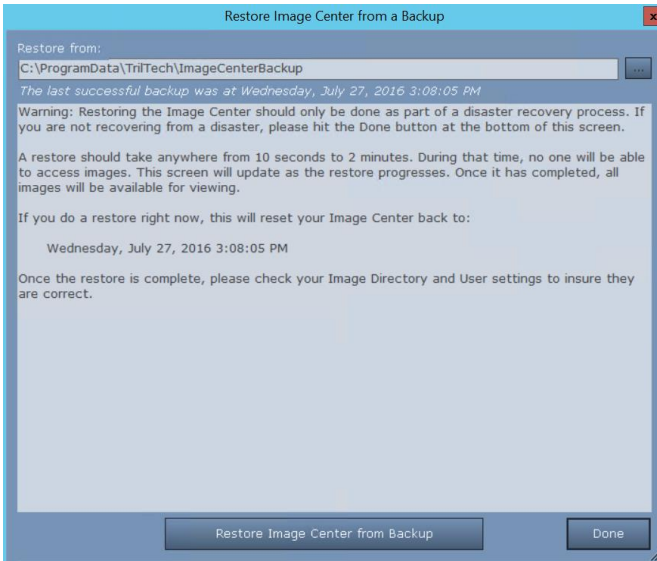 Restore Image Center from a Backup
x
Restore from:
C:\ProgramData\TrilTech\ImageCenterBackup
...
The last successful backup was at Wednesday, July 27, 2016 3:08:05 PM
Warning: Restoring the Image Center should only be done as part of a disaster recovery process. If
you are not recovering from a disaster, please hit the Done button at the bottom of this screen.
A restore should take anywhere from 10 seconds to 2 minutes. During that time, no one will be able
to access images. This screen will update as the restore progresses. Once it has completed, all
images will be available for viewing.
If you do a restore right now, this will reset your Image Center back to:
Wednesday, July 27, 2016 3:08:05 PM
Once the restore is complete, please check your Image Directory and User settings to insure they
are correct.
Restore Image Center from Backup
Done